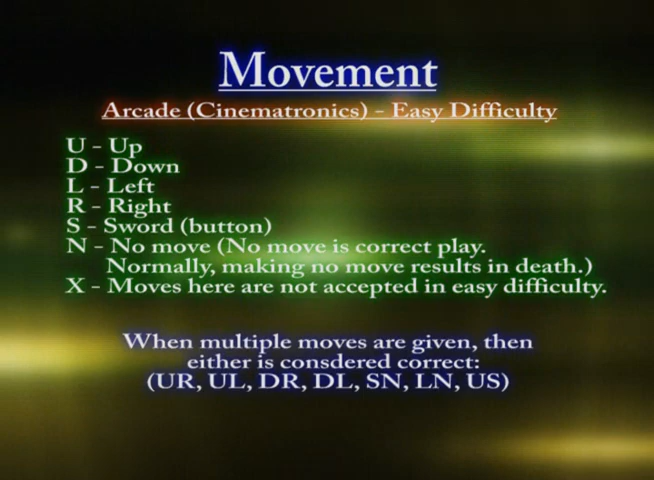 Movement
Arcade (Cinematronics) - Easy Difficulty
U - Up
D - Down
L - Left
R - Right
S - Sword (button)
N - No move (No move is correct play.
Normally, making no move results in death.)
X - Moves here are not accepted in easy difficulty.
When multiple moves are given, then
either is consdered correct:
(UR, UL, DR, DL, SN, LN, US)